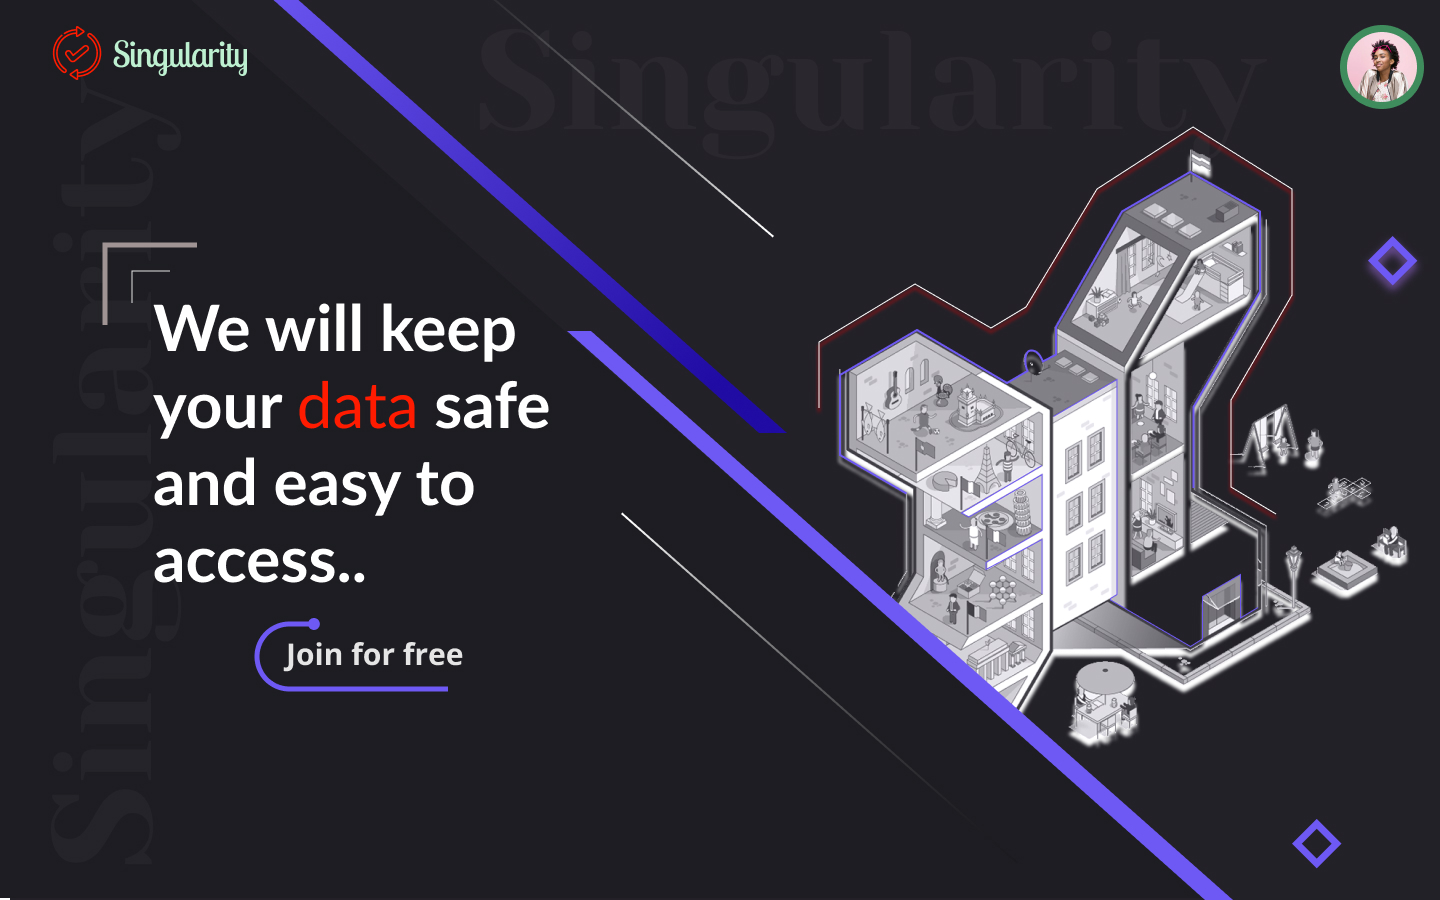 Singularity
Singularity
Singularity
We will keep
your data safe
and easy to
access..
Join for free